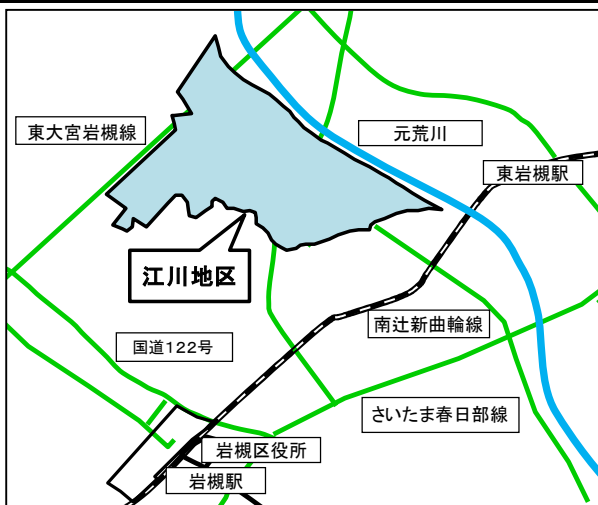 東大宮岩槻線
元荒川
東岩槻駅
江川地区
南辻新曲輪線
国道122号
さいたま春日部線
岩槻区役所
岩槻駅